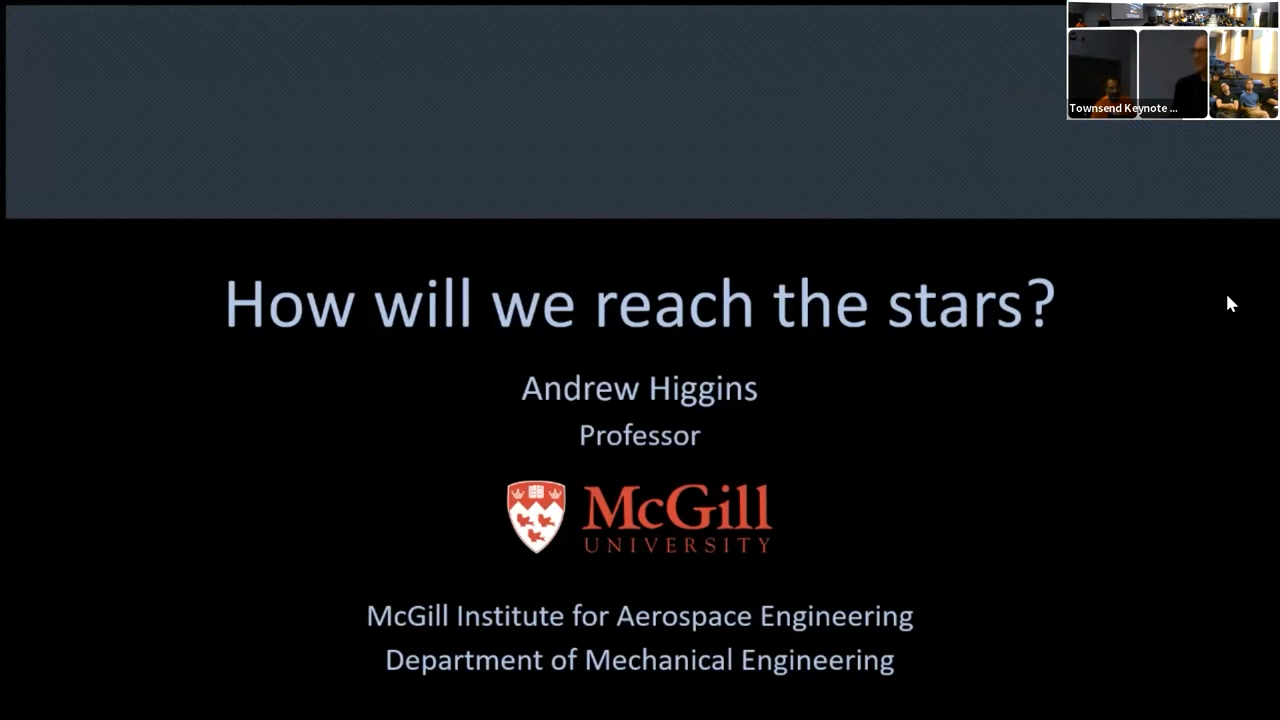 Townsend Keynote ...
How will we reach the stars?
Andrew Higgins
Professor
McGill
UNIVERSITY
McGill Institute for Aerospace Engineering
Department of Mechanical Engineering